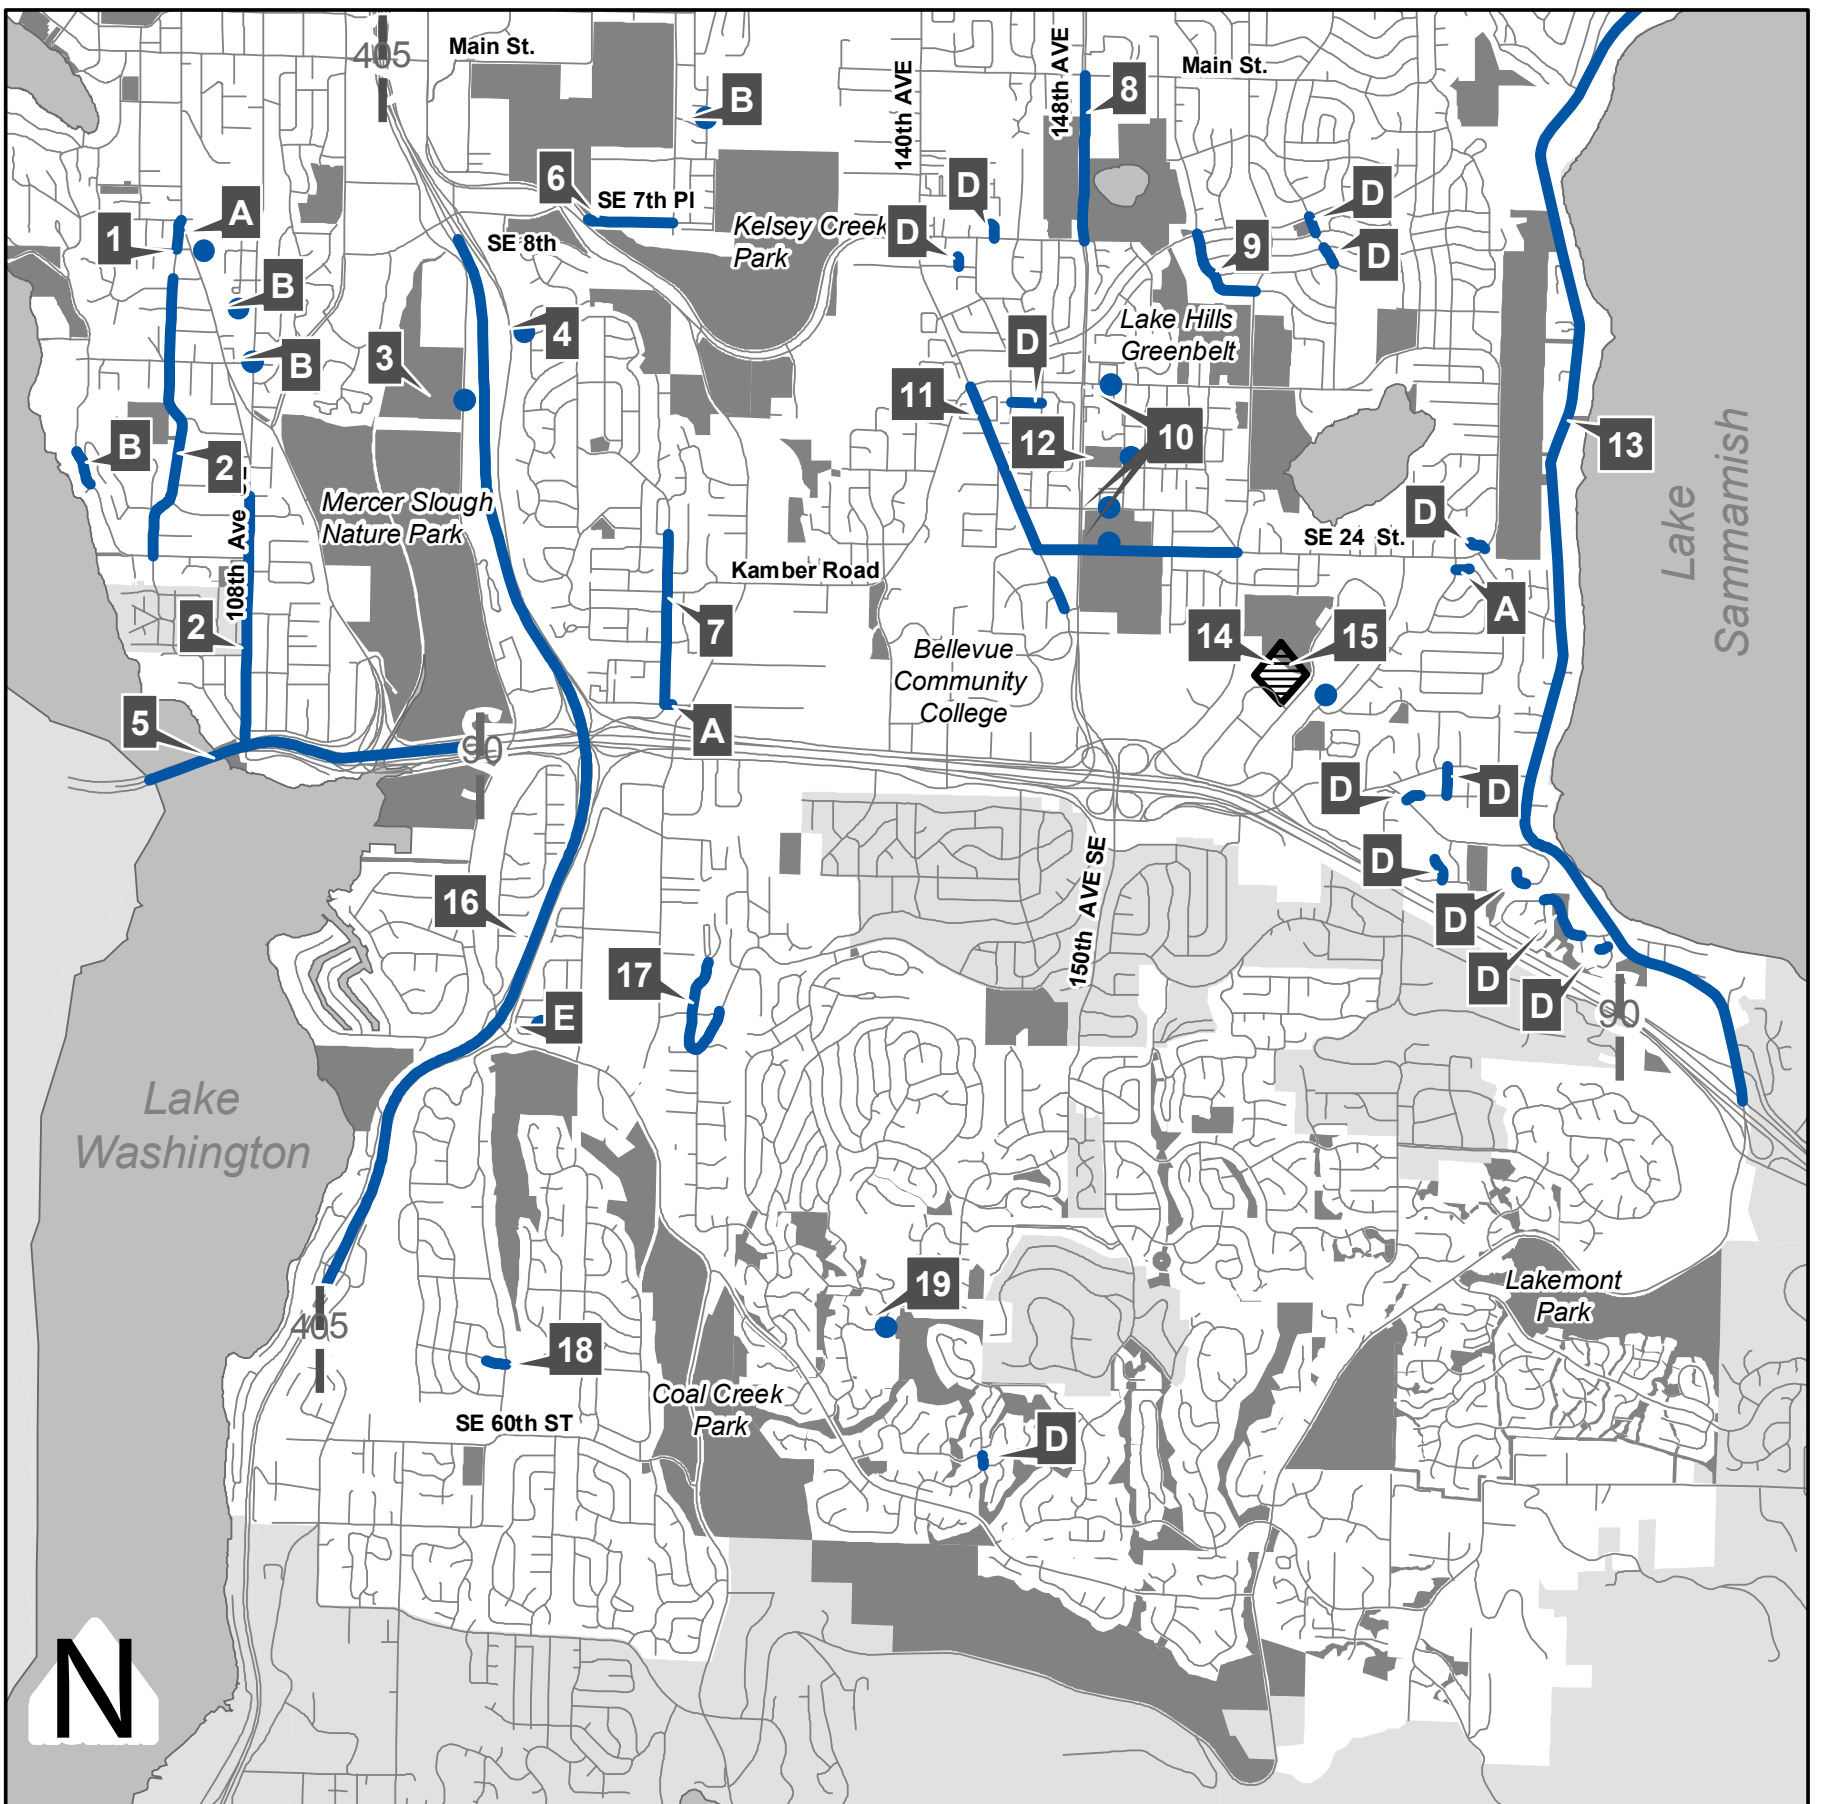 405
Main St.
B
140th AVE
148th AVE
8
Main St.
6
SE 7th Pl
D
D
A
1
SE 8th
Kelsey Creek
Park
D
9
D
B
4
Lake Hills
Greenbelt
3
B
D
11
12
10
13
B
2
Mercer Slough
Nature Park
108th Ave
Lake
Sammamish
D
SE 24 St.
Kamber Road
A
2
7
Bellevue
Community
College
14
15
5
A
90
D
D
D
150th AVE SE
16
D
17
D
D
E
90
Lake
Washington
19
Lakemont
Park
405
18
Coal Creek
Park
SE 60th ST
D
N